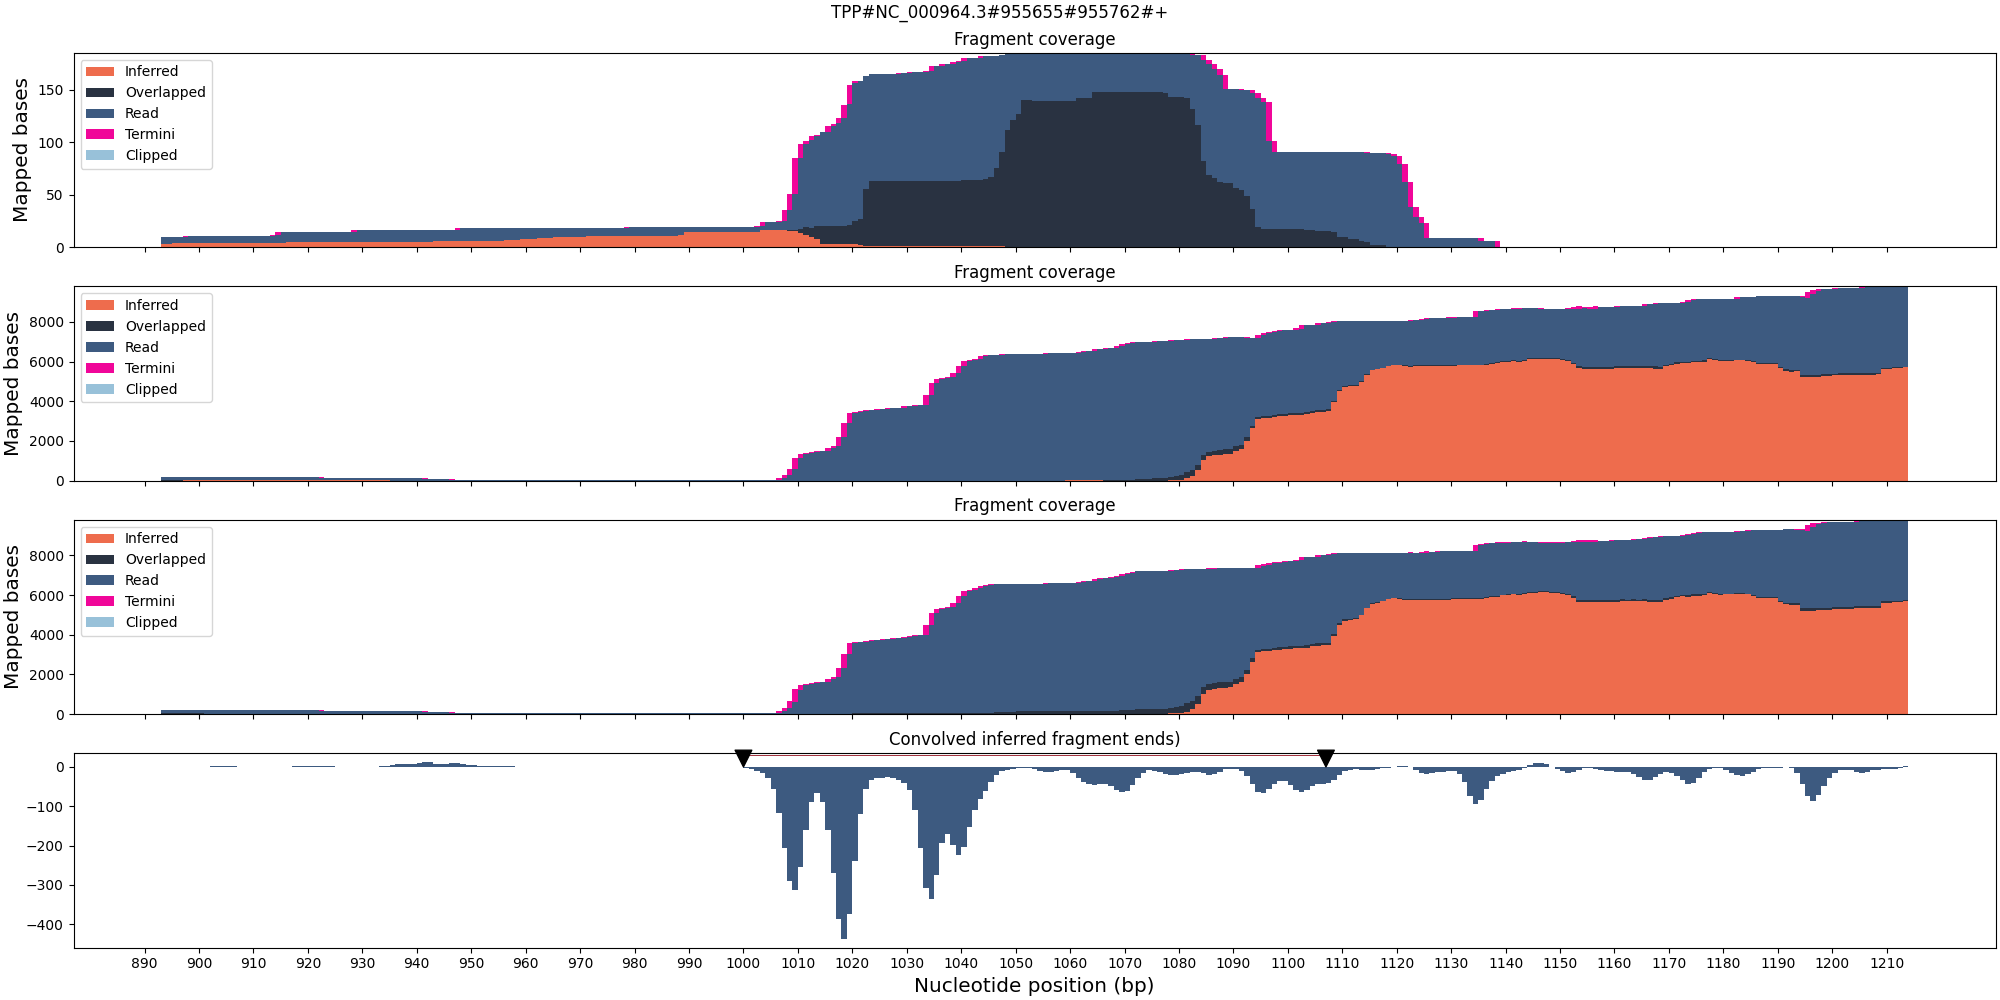 TPP#NC_000964.3#955655#955762#+
Fragment coverage
Mapped bases
150
100
50
0
Inferred
Overlapped
Read
Termini
Clipped
Fragment coverage
Mapped bases
8000
6000
4000
2000
0
Inferred
Overlapped
Read
Termini
Clipped
Fragment coverage
Mapped bases
8000
6000
4000
2000
0
Inferred
Overlapped
Read
Termini
Clipped
Convolved inferred fragment ends)
0
−100
−200
−300
−400
890 900 910 920 930 940 950 960 970 980 990 1000 1010 1020 1030 1040 1050 1060 1070 1080 1090 1100 1110 1120 1130 1140 1150 1160 1170 1180 1190 1200 1210
Nucleotide position (bp)